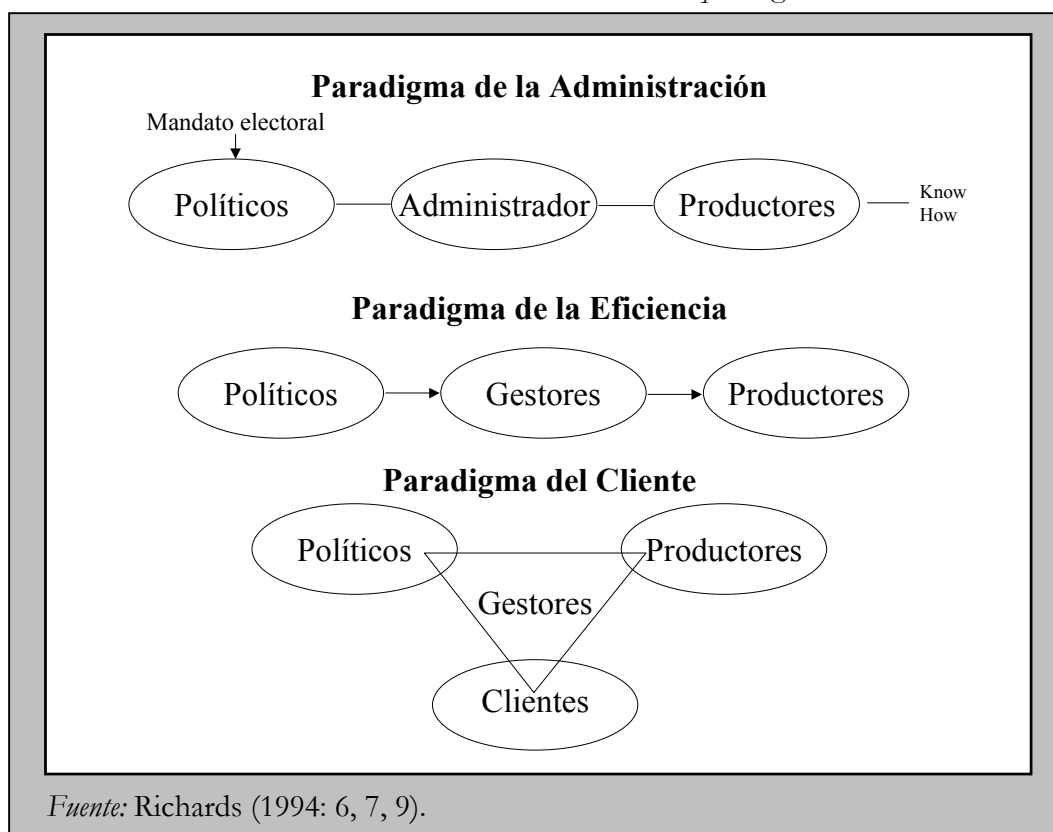 Paradigma de la Administración
Mandato electoral
Políticos
Administrador
Productores
Know
How
Paradigma de la Eficiencia
Políticos
Gestores
Productores
Paradigma del Cliente
Políticos
Productores
Gestores
Clientes
Fuente: Richards (1994: 6, 7, 9).